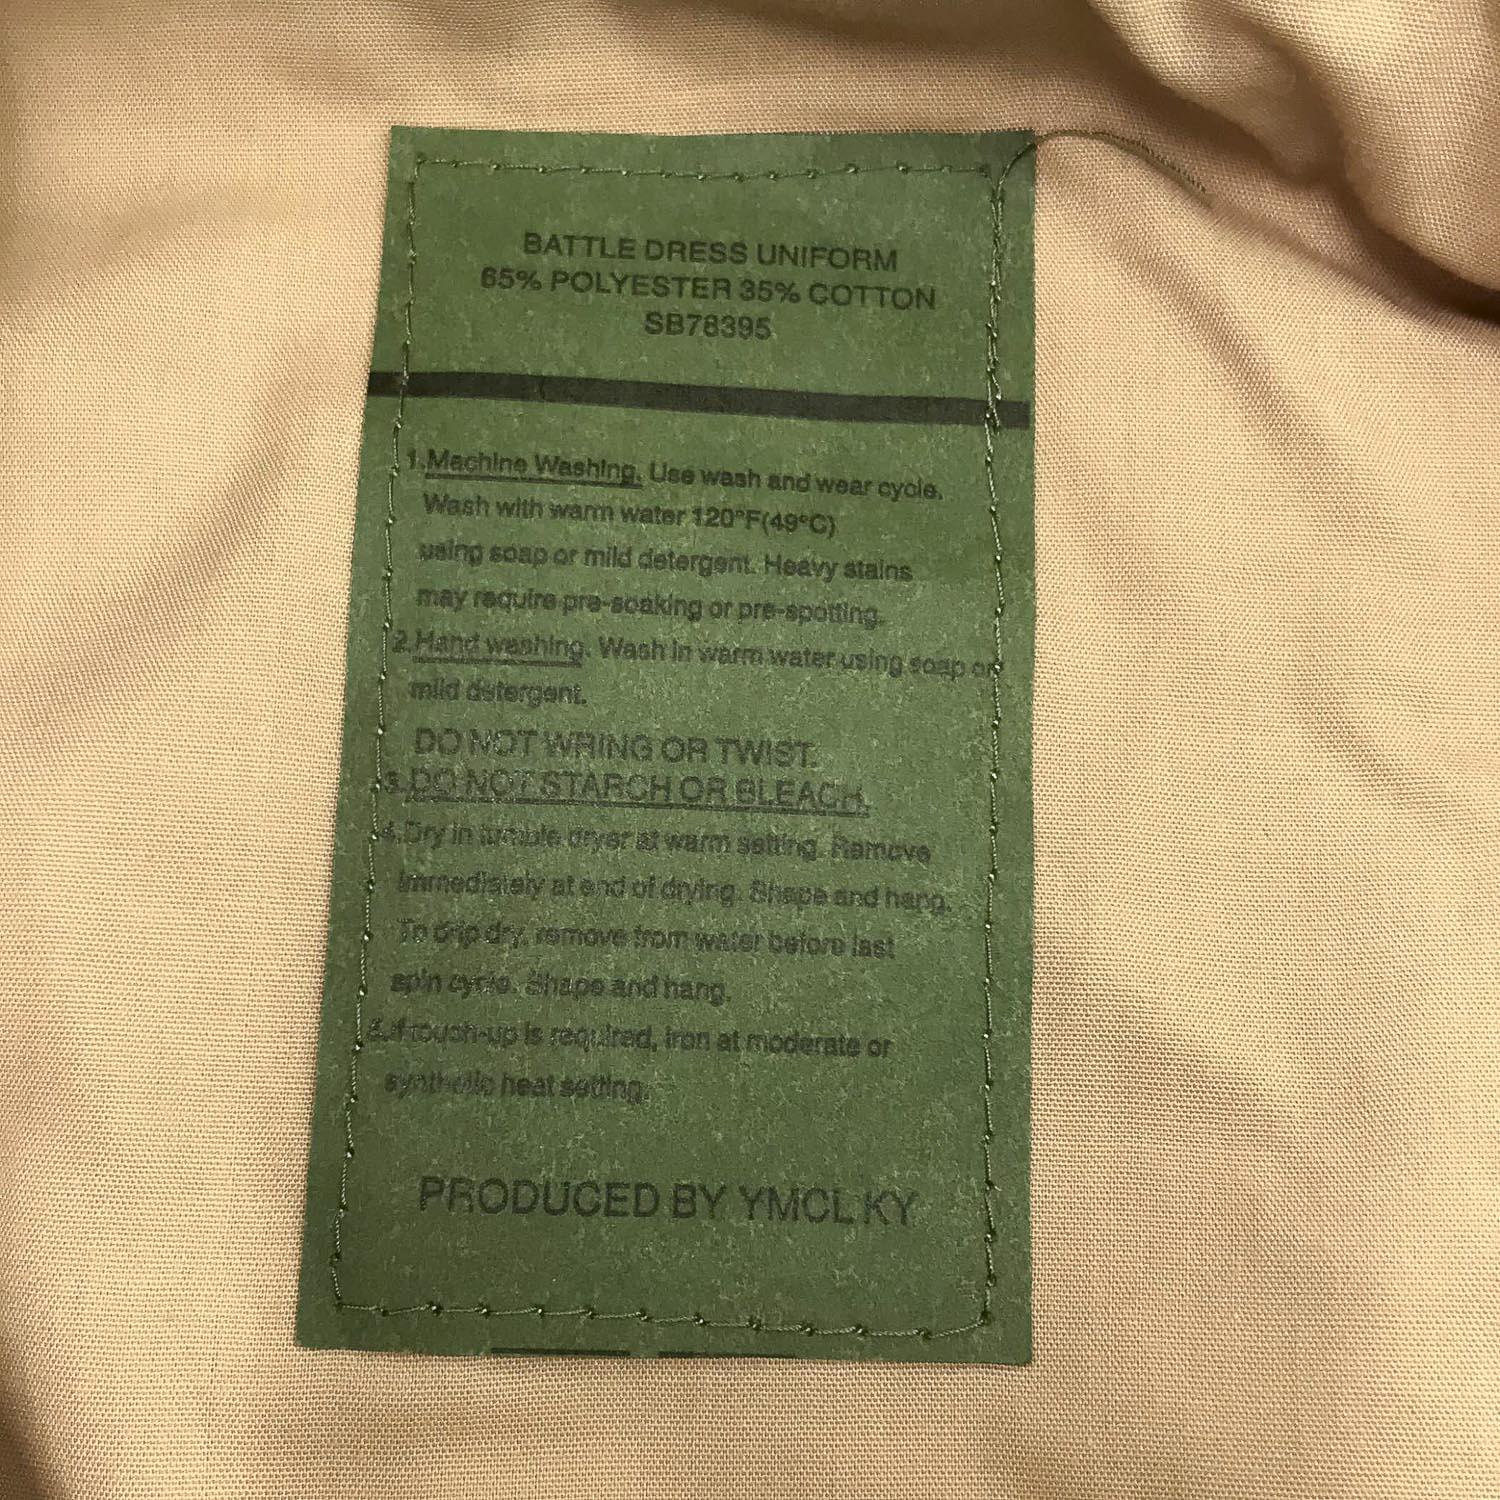 BATTLE DRESS UNIFORM
65% POLYESTER 35% COTTON
SB78395
1.Machine Washing. Use wash and wear cycle.
Wash with warm water 120°F(49°C)
using soap or mild detergent. Heavy stains
may require pre-soaking or pre-spotting.
2.Hand washing. Wash in warm water using soap or
mild detergent.
DO NOT WRING OR TWIST.
3.DO NOT STARCH OR BLEACH.
4.Dry in tumble dryer at warm setting. Remove
immediately at end of drying. Shape and hang.
To drip dry, remove from water before last
spin cycle. Shape and hang.
5.If touch-up is required, iron at moderate or
synthetic heat setting.
PRODUCED BY YMCL KY